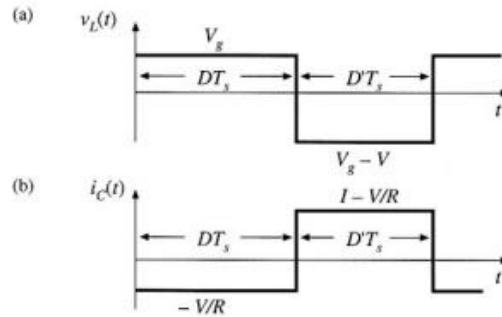 (a)
v_L(t)
V_g
DT_s
D'T_s
t
V_g – V
(b)
i_C(t)
I – V/R
DT_s
D'T_s
t
– V/R